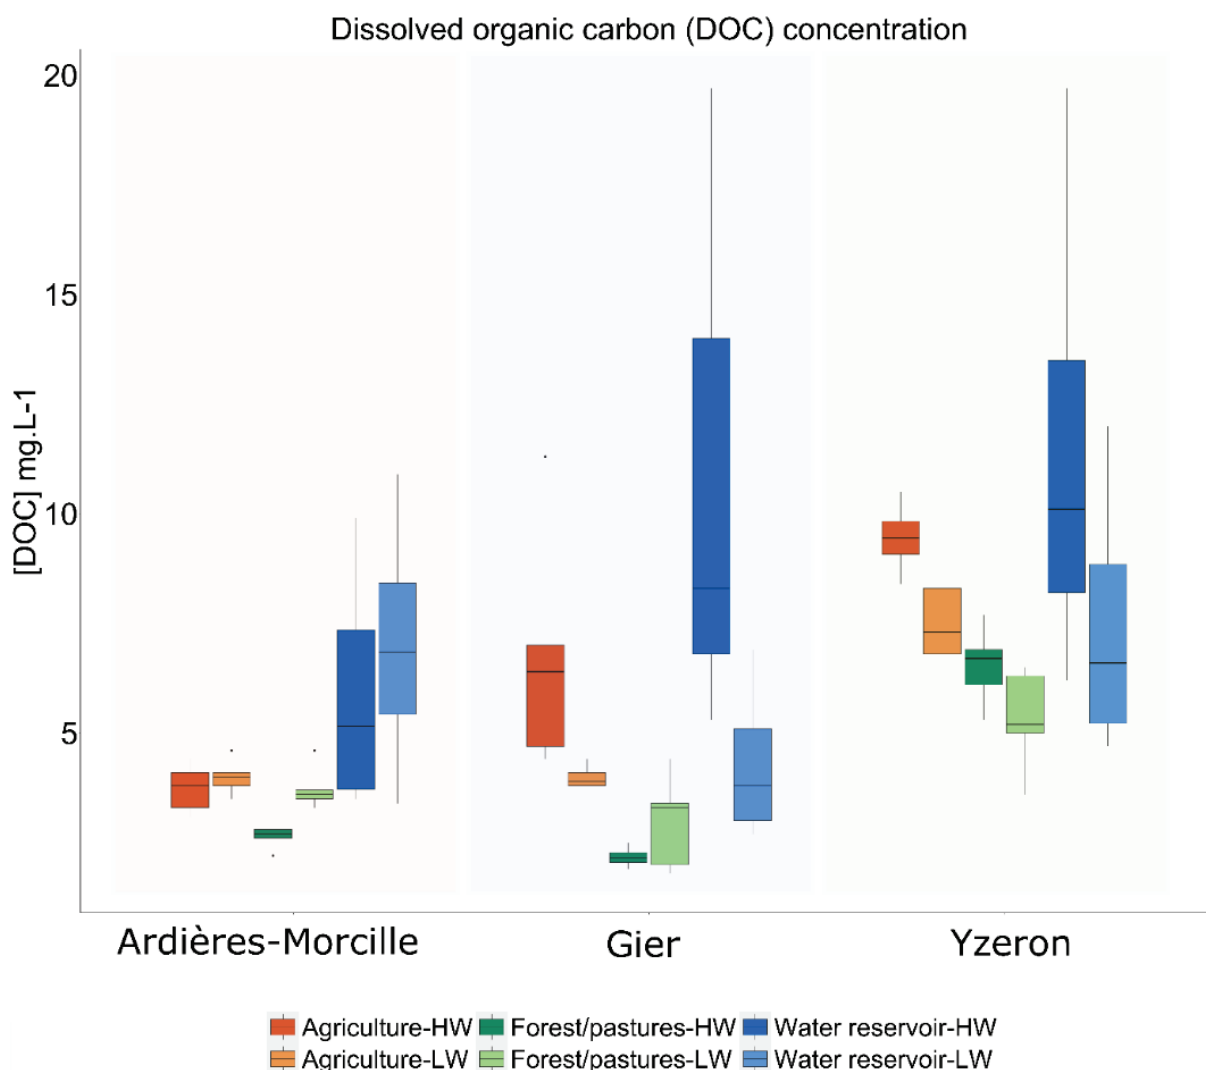 Dissolved organic carbon (DOC) concentration
20
15
10
5
[DOC] mg.L-1
Ardières-Morcille
Gier
Yzeron
Agriculture-HW Forest/pastures-HW Water reservoir-HW
Agriculture-LW Forest/pastures-LW Water reservoir-LW